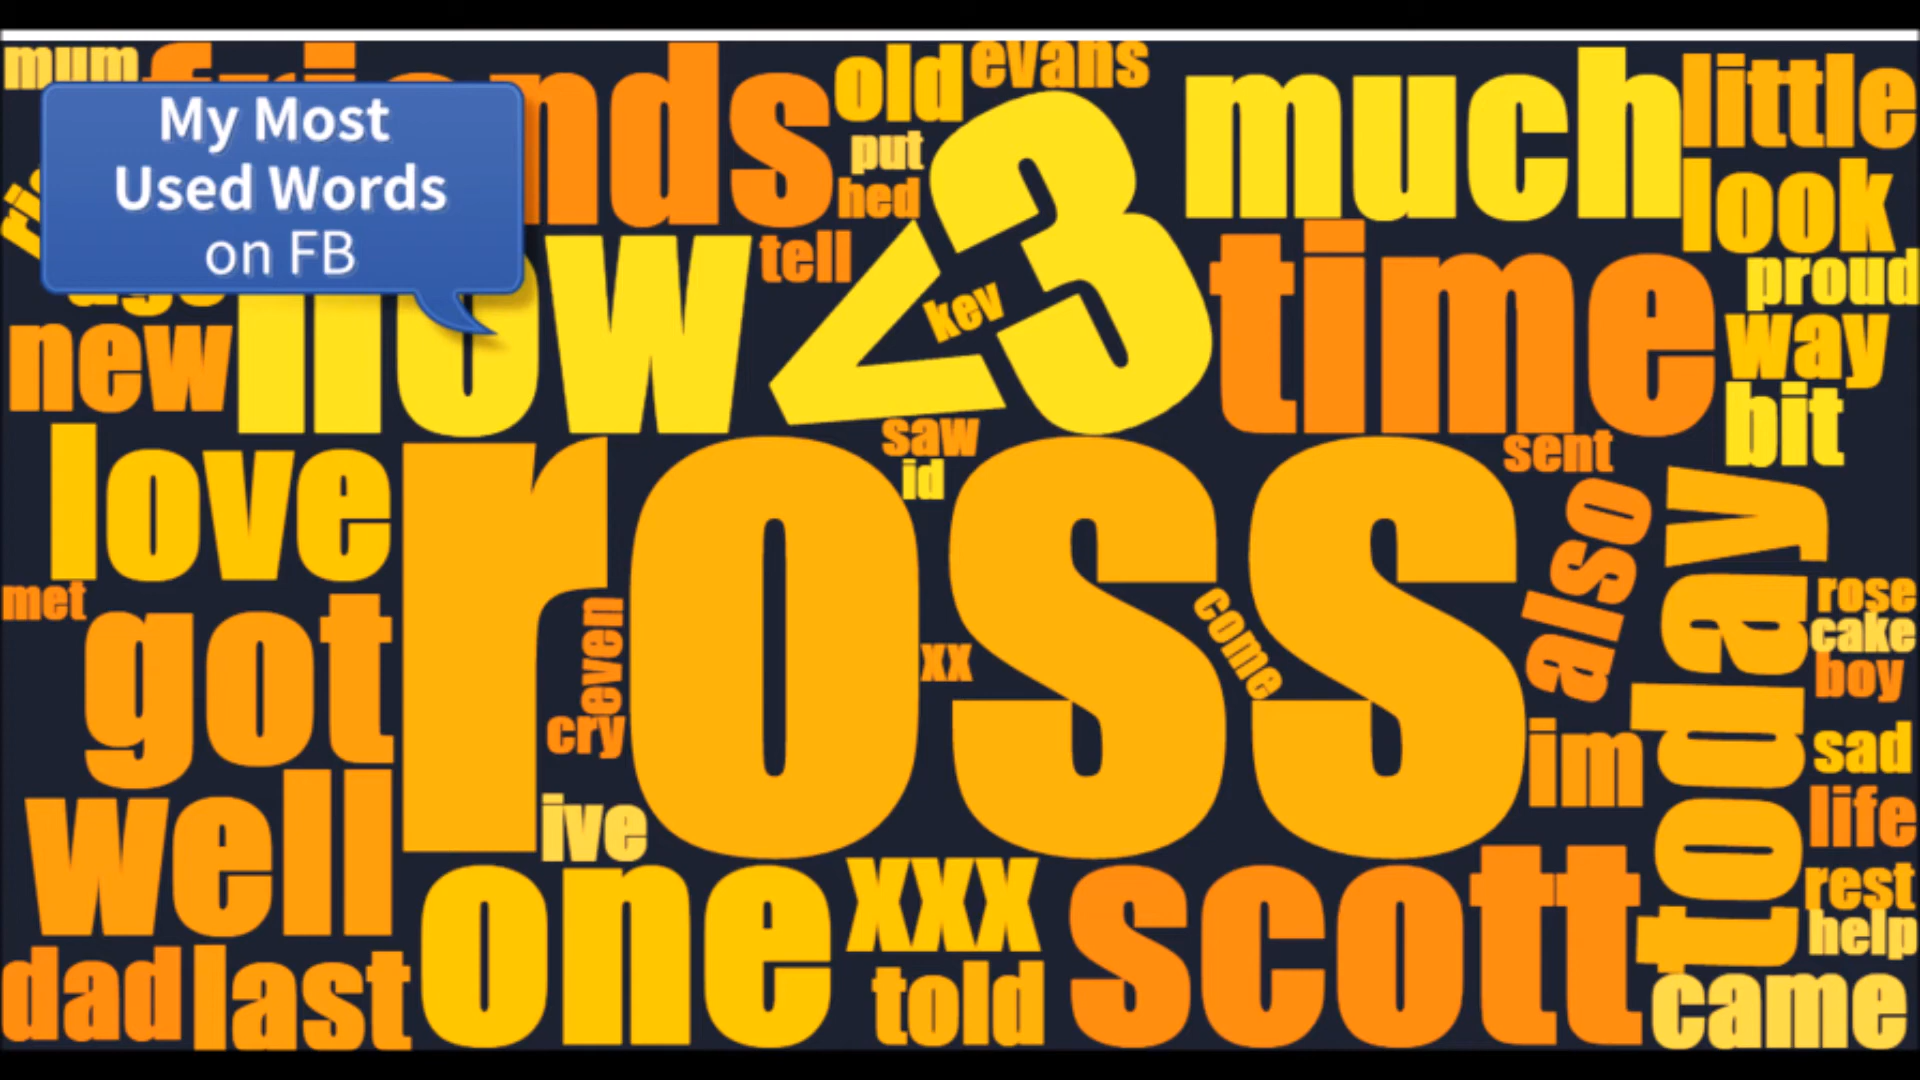 My Most
Used Words
on FB
mum
friends
old
evans
much
little
put
hed
<3
look
now
tell
kev
time
proud
new
way
bit
saw
id
sent
love
ross
also
today
met
got
even
cry
xx
come
rose
cake
boy
im
sad
well
ive
life
one
xxx
scott
rest
help
dad
last
told
came